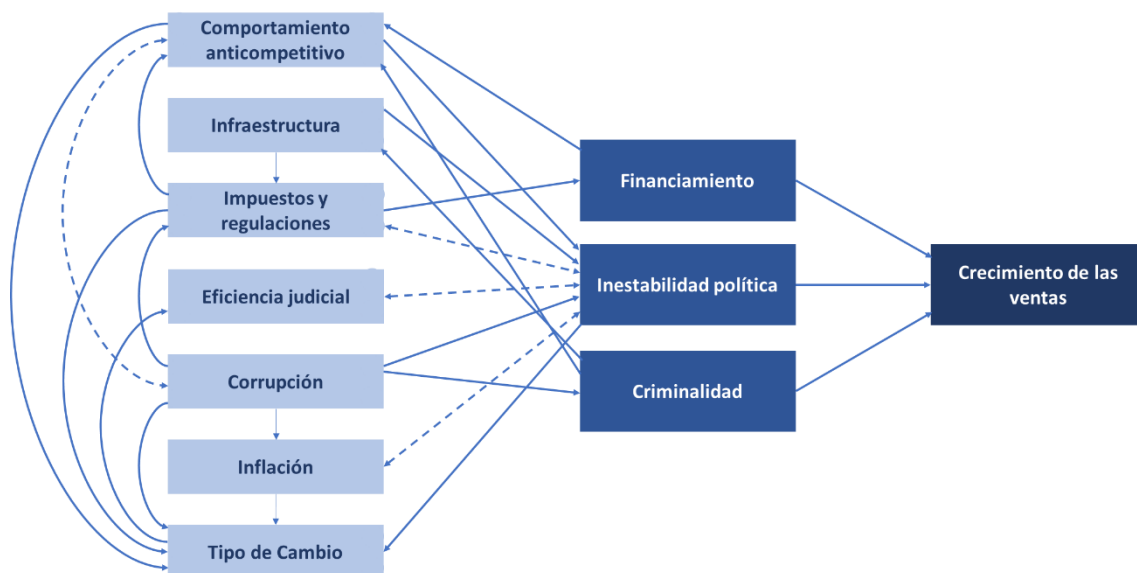 Comportamiento
anticompetitivo
Infraestructura
Impuestos y
regulaciones
Eficiencia judicial
Corrupción
Inflación
Tipo de Cambio
Financiamiento
Inestabilidad política
Criminalidad
Crecimiento de las
ventas